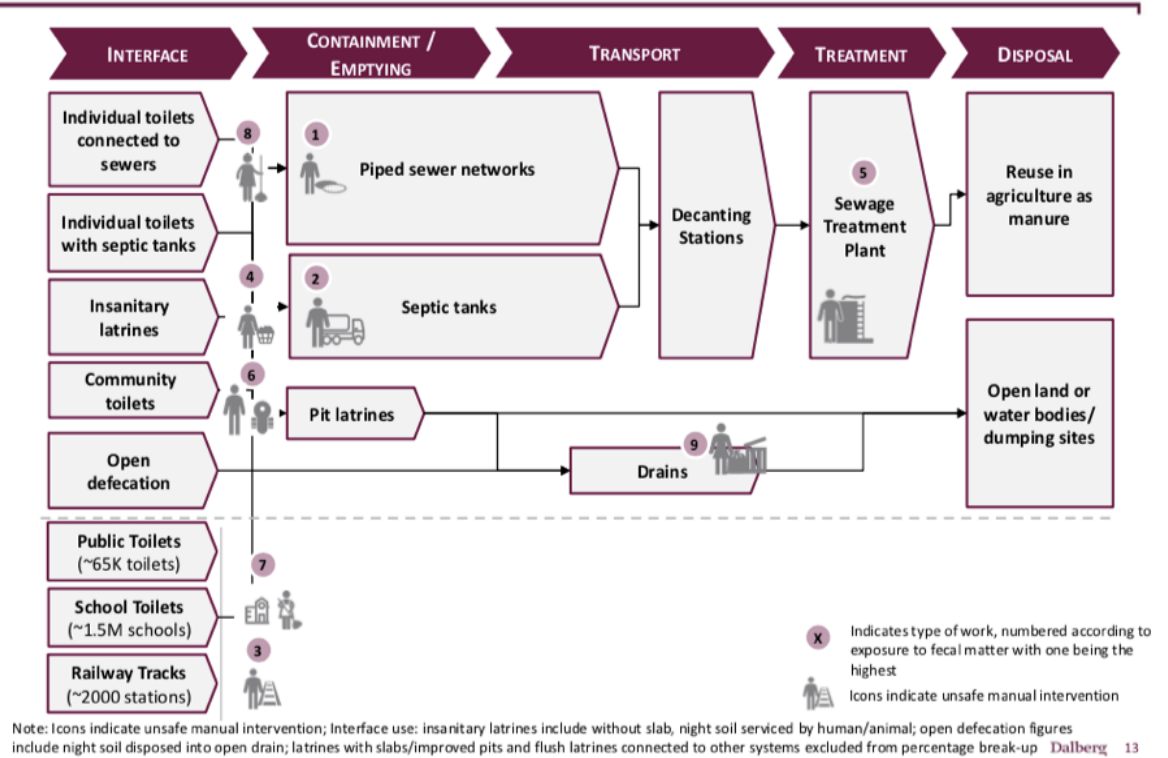 INTERFACE
CONTAINMENT /
EMPTYING
TRANSPORT
TREATMENT
DISPOSAL
Individual toilets
connected to
sewers
8
1
Piped sewer networks
Individual toilets
with septic tanks
Decanting
Stations
5
Sewage
Treatment
Plant
Reuse in
agriculture as
manure
4
2
Septic tanks
Insanitary
latrines
Community
toilets
6
Pit latrines
Open land or
water bodies/
dumping sites
Open
defecation
9
Drains
Public Toilets
(~65K toilets)
7
School Toilets
(~1.5M schools)
3
Railway Tracks
(~2000 stations)
X
Indicates type of work, numbered according to
exposure to fecal matter with one being the
highest
Icons indicate unsafe manual intervention
Note: Icons indicate unsafe manual intervention; Interface use: insanitary latrines include without slab, night soil serviced by human/animal; open defecation figures
include night soil disposed into open drain; latrines with slabs/improved pits and flush latrines connected to other systems excluded from percentage break-up Dalberg 13